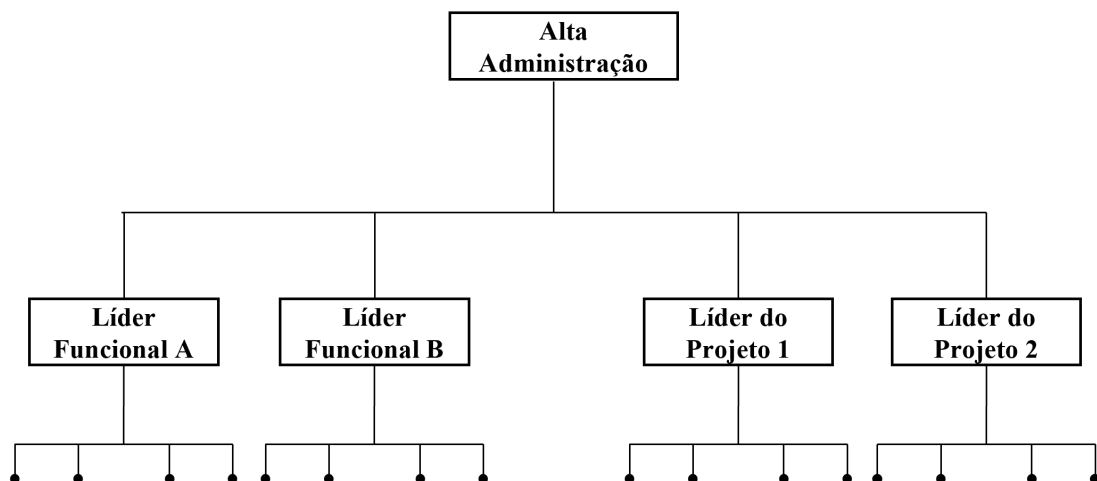 Alta
Administração
Líder
Funcional A
Líder
Funcional B
Líder do
Projeto 1
Líder do
Projeto 2